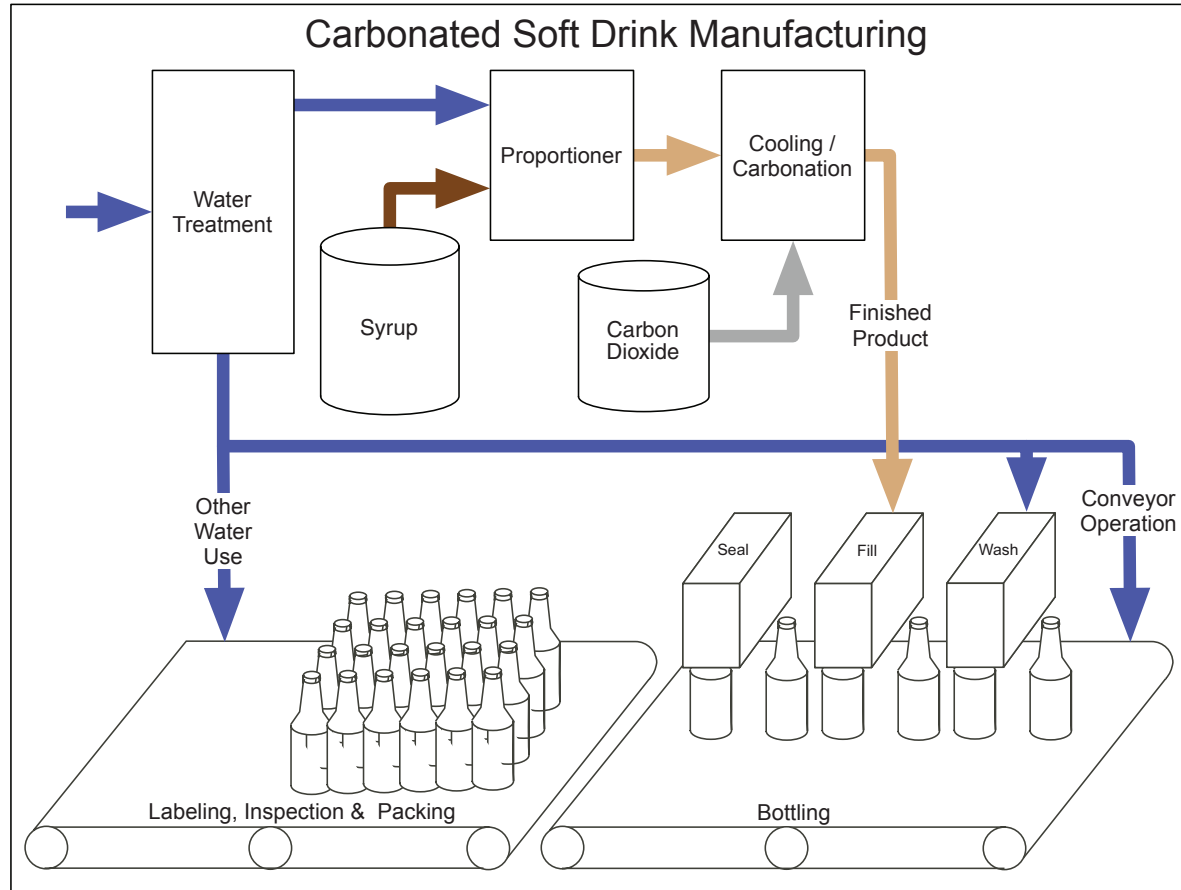 Carbonated Soft Drink Manufacturing
Water
Treatment
Proportioner
Cooling /
Carbonation
Syrup
Carbon
Dioxide
Finished
Product
Other
Water
Use
Conveyor
Operation
Seal
Fill
Wash
Labeling, Inspection & Packing
Bottling